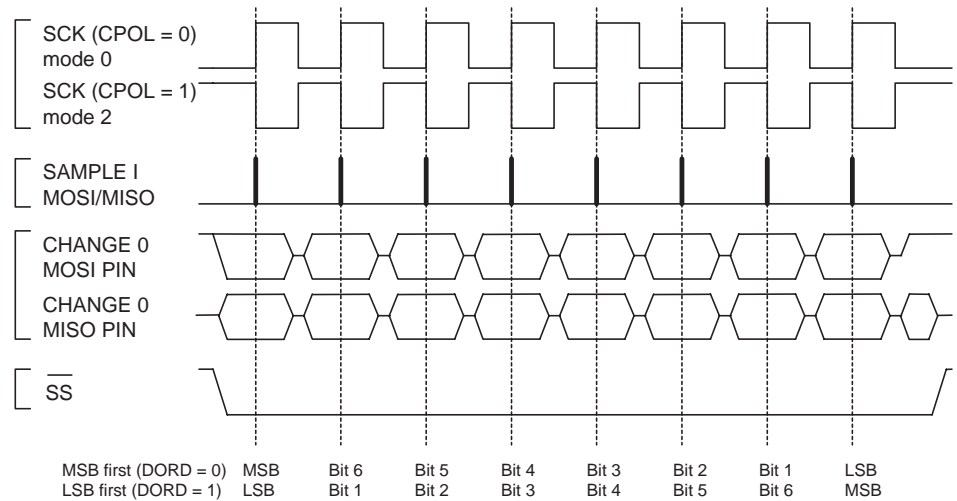 SCK (CPOL = 0)
mode 0
SCK (CPOL = 1)
mode 2
SAMPLE I
MOSI/MISO
CHANGE 0
MOSI PIN
CHANGE 0
MISO PIN
SS
MSB first (DORD = 0) MSB Bit 6 Bit 5 Bit 4 Bit 3 Bit 2 Bit 1 LSB
LSB first (DORD = 1) LSB Bit 1 Bit 2 Bit 3 Bit 4 Bit 5 Bit 6 MSB